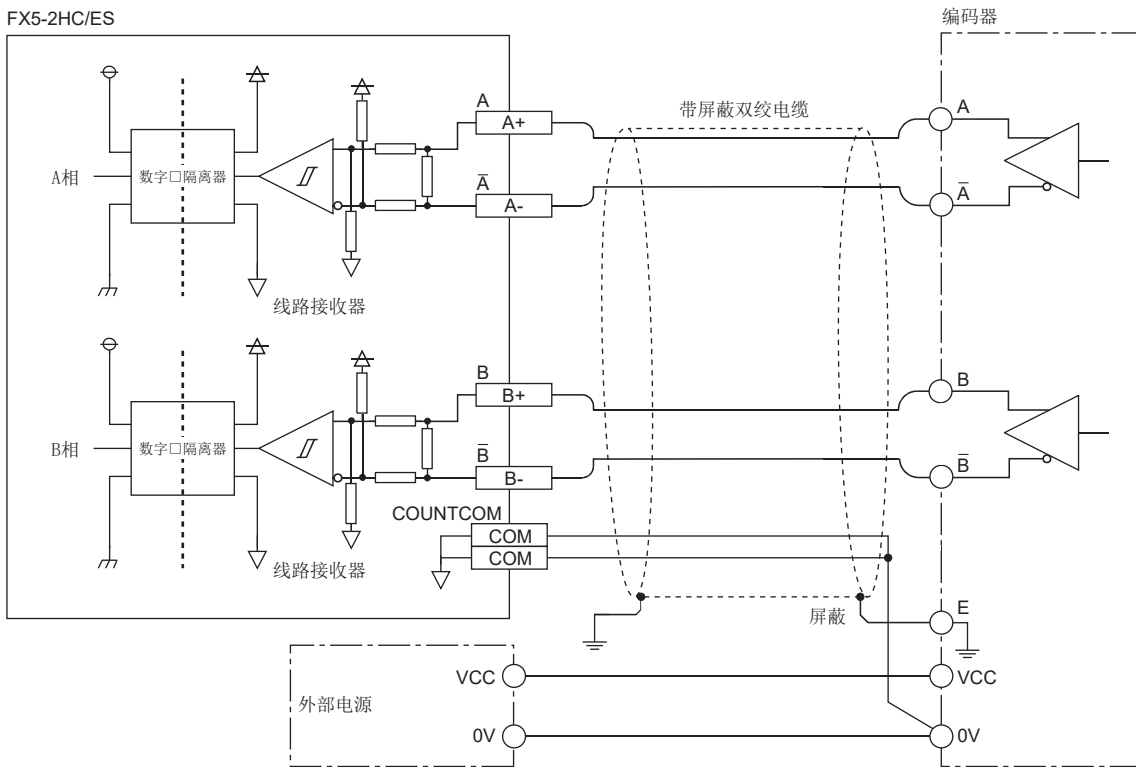 FX5-2HC/ES
编码器
A
A+
带屏蔽双绞电缆
A
A相
数字□隔离器
Ā
A-
Ā
线路接收器
B
B+
B
B相
数字□隔离器
B̄
B-
B̄
COUNTCOM
COM
COM
线路接收器
屏蔽
E
外部电源
VCC
VCC
0V
0V